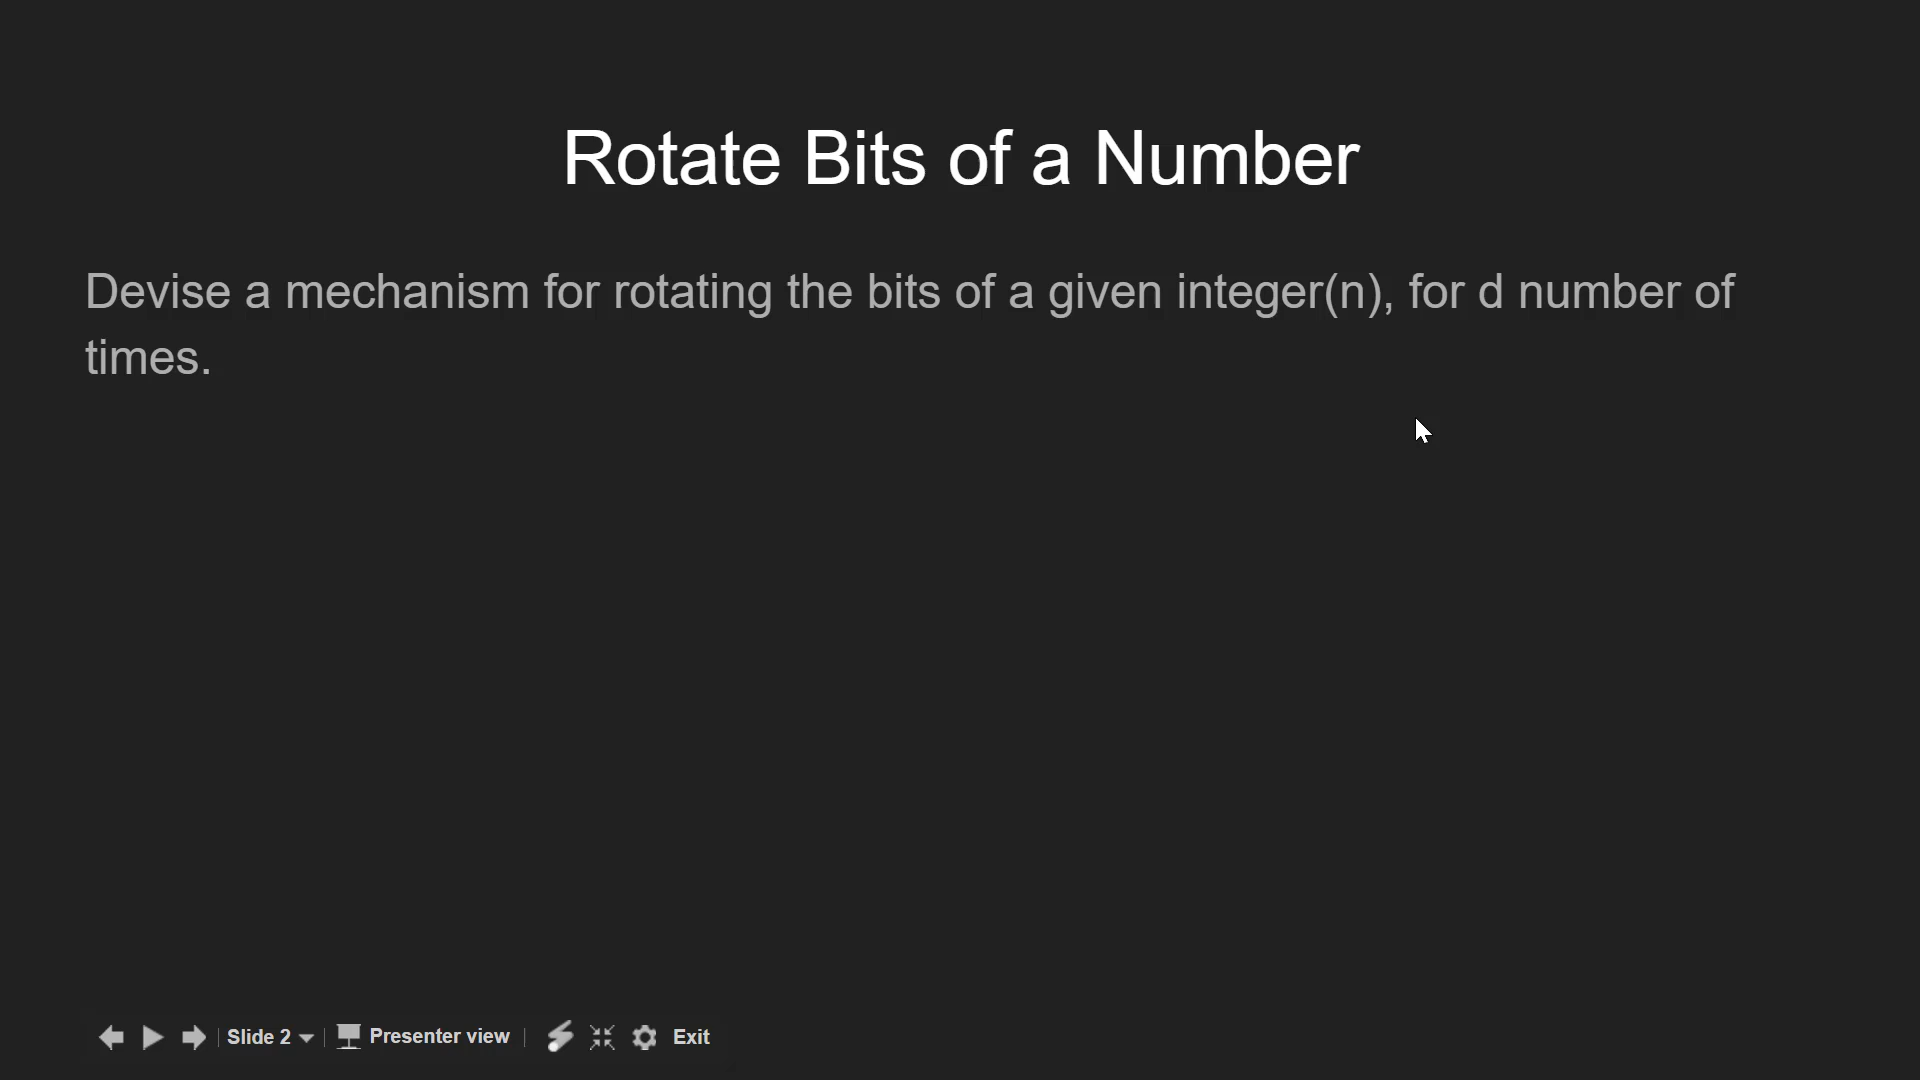 Rotate Bits of a Number
Devise a mechanism for rotating the bits of a given integer(n), for d number of
times.
Slide 2 Presenter view Exit